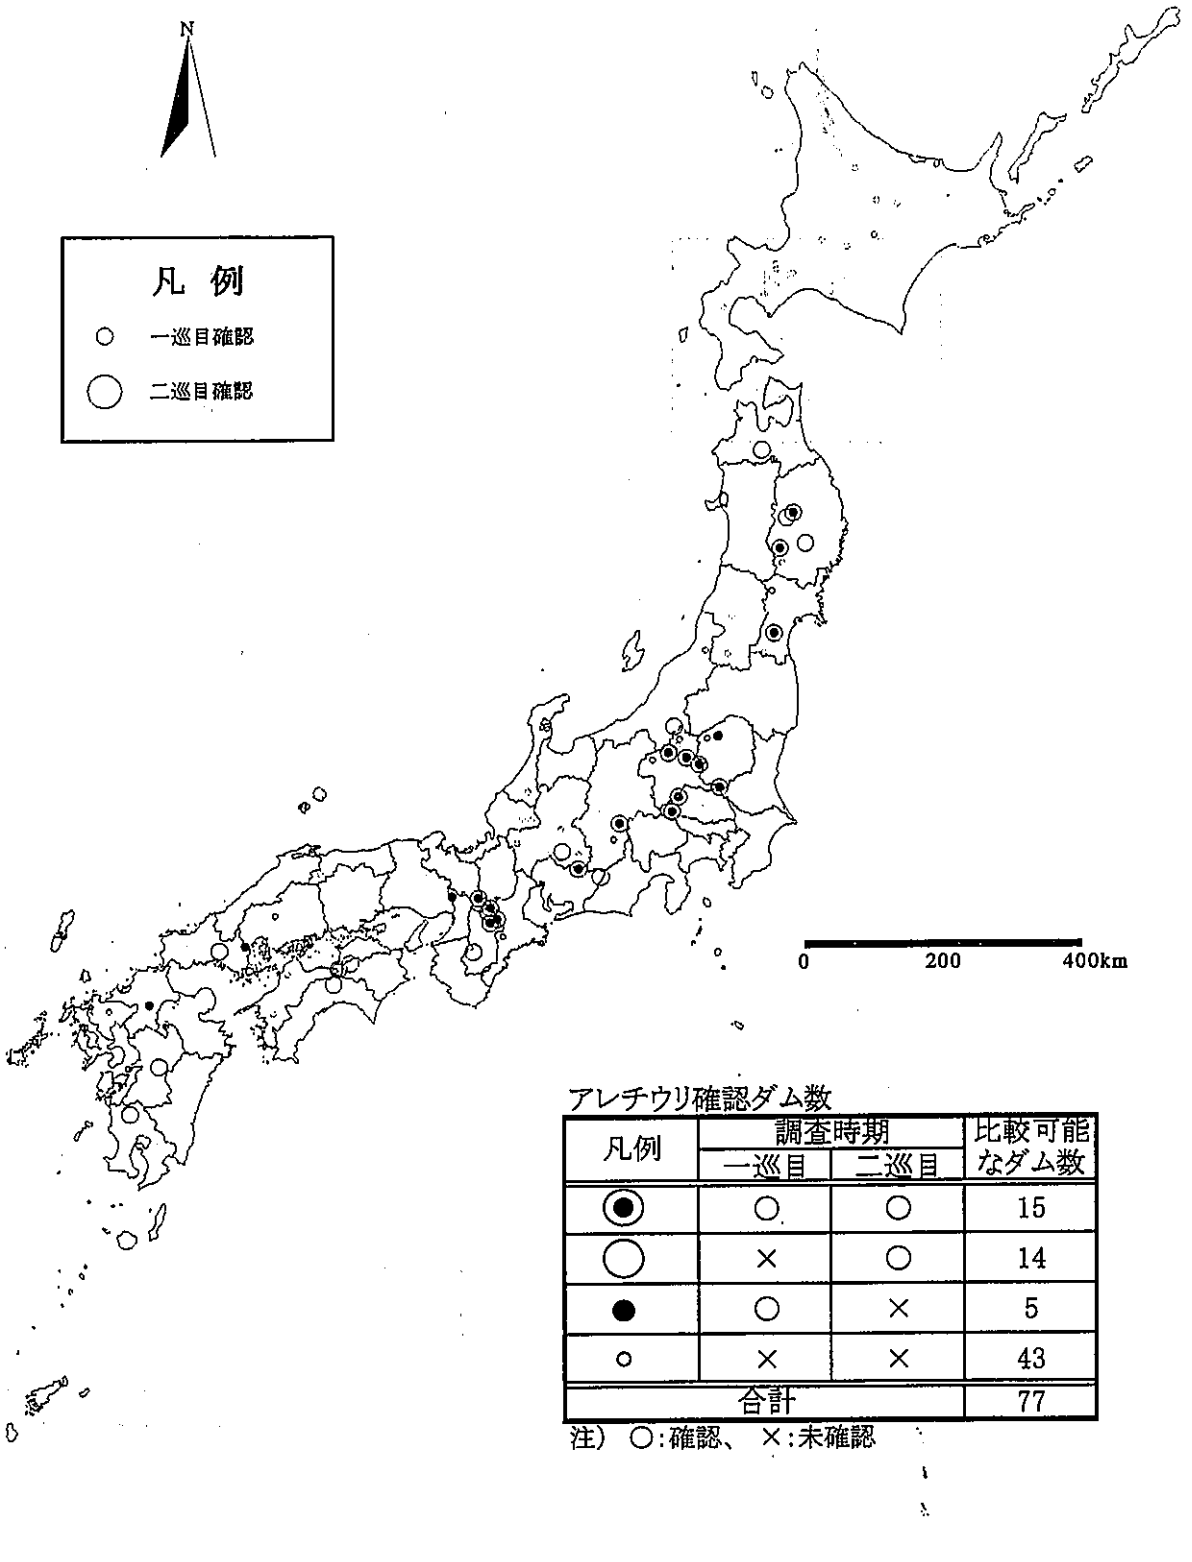 N
凡 例
一巡目確認
二巡目確認
0 200 400km
アレチウリ確認ダム数
凡例 調査時期 比較可能
一巡目 二巡目 なダム数
○ ○ 15
× ○ 14
○ × 5
× × 43
合計 77
注) ○:確認、 ×:未確認